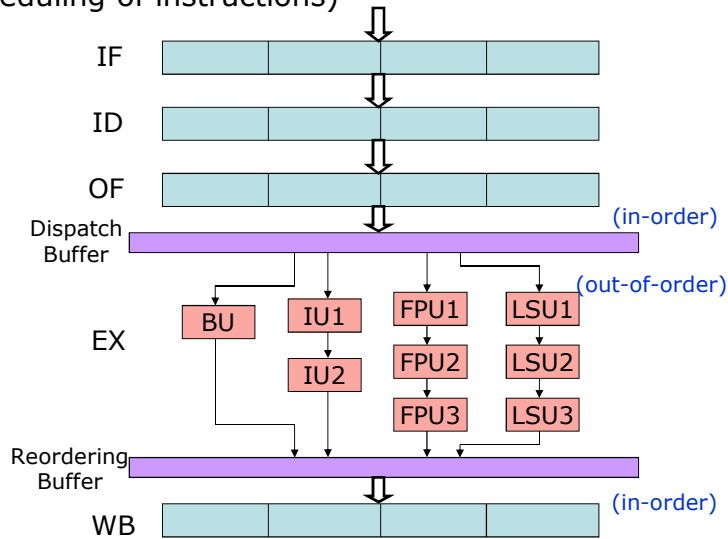 eduling of instructions)
IF
ID
OF
(in-order)
Dispatch
Buffer
(out-of-order)
BU
IU1
FPU1
LSU1
EX
IU2
FPU2
LSU2
FPU3
LSU3
Reordering
Buffer
(in-order)
WB